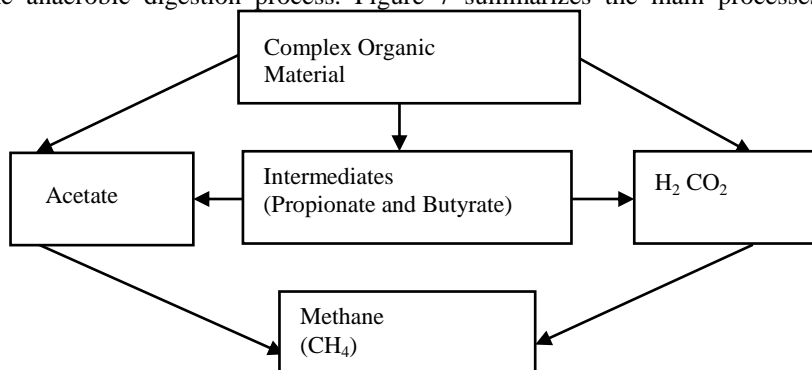 anaerobic digestion process. Figure 7 summarizes the main processes
Complex Organic
Material
Acetate
Intermediates
(Propionate and Butyrate)
H₂ CO₂
Methane
(CH₄)